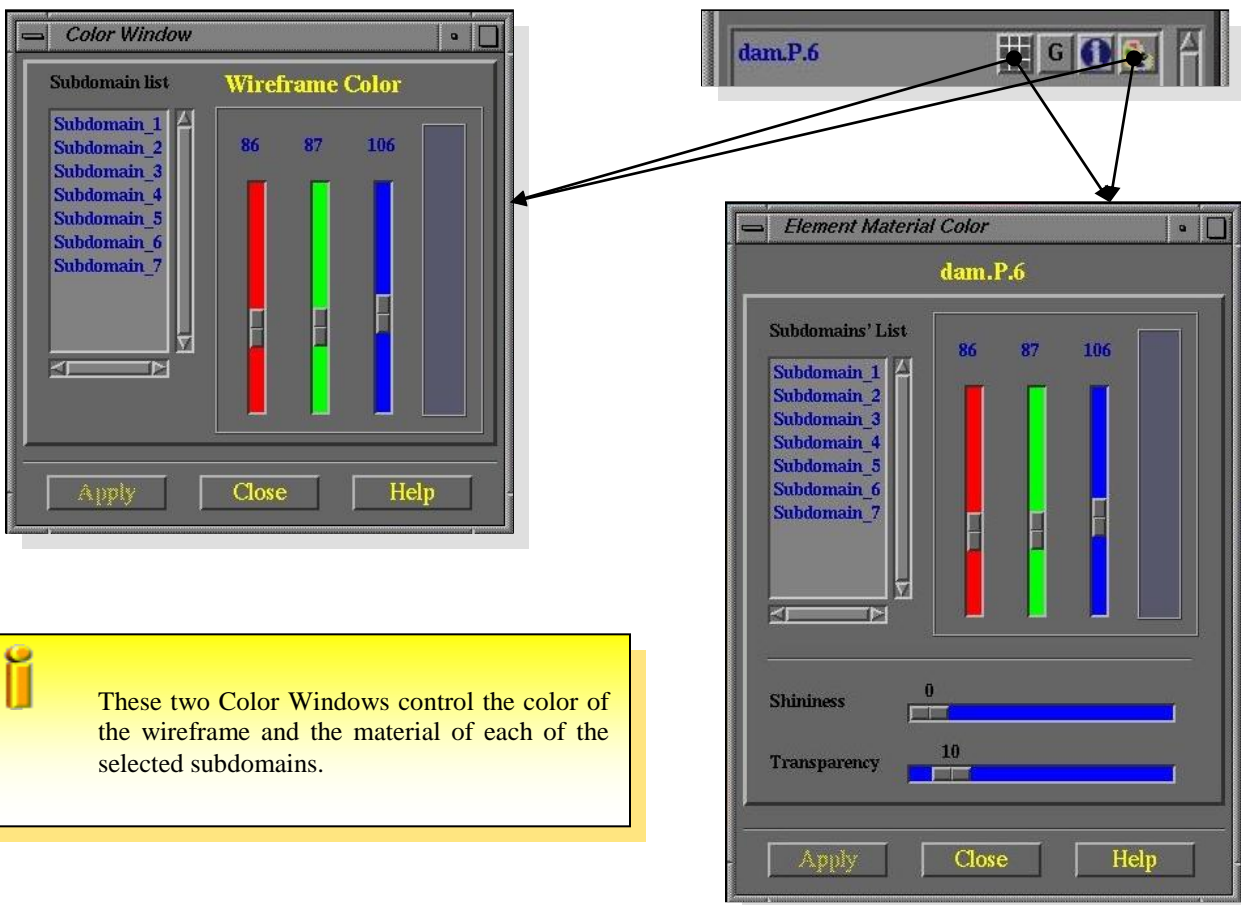 Color Window
Subdomain list
Wireframe Color
Subdomain_1
Subdomain_2
Subdomain_3
Subdomain_4
Subdomain_5
Subdomain_6
Subdomain_7
86 87 106
Apply Close Help
dam.P.6
G
Element Material Color
dam.P.6
Subdomains' List
Subdomain_1
Subdomain_2
Subdomain_3
Subdomain_4
Subdomain_5
Subdomain_6
Subdomain_7
86 87 106
Shininess 0
Transparency 10
Apply Close Help
These two Color Windows control the color of
the wireframe and the material of each of the
selected subdomains.